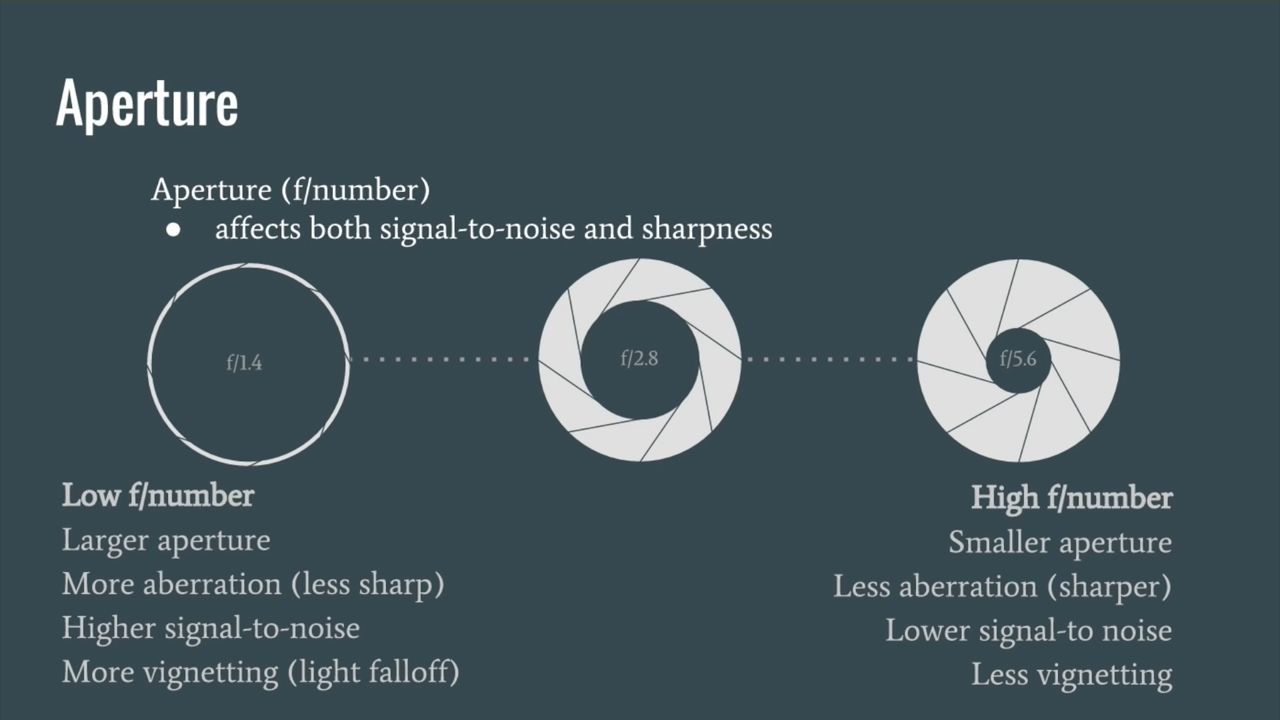 Aperture
Aperture (f/number)
● affects both signal-to-noise and sharpness
f/1.4
f/2.8
f/5.6
Low f/number
Larger aperture
More aberration (less sharp)
Higher signal-to-noise
More vignetting (light falloff)
High f/number
Smaller aperture
Less aberration (sharper)
Lower signal-to noise
Less vignetting